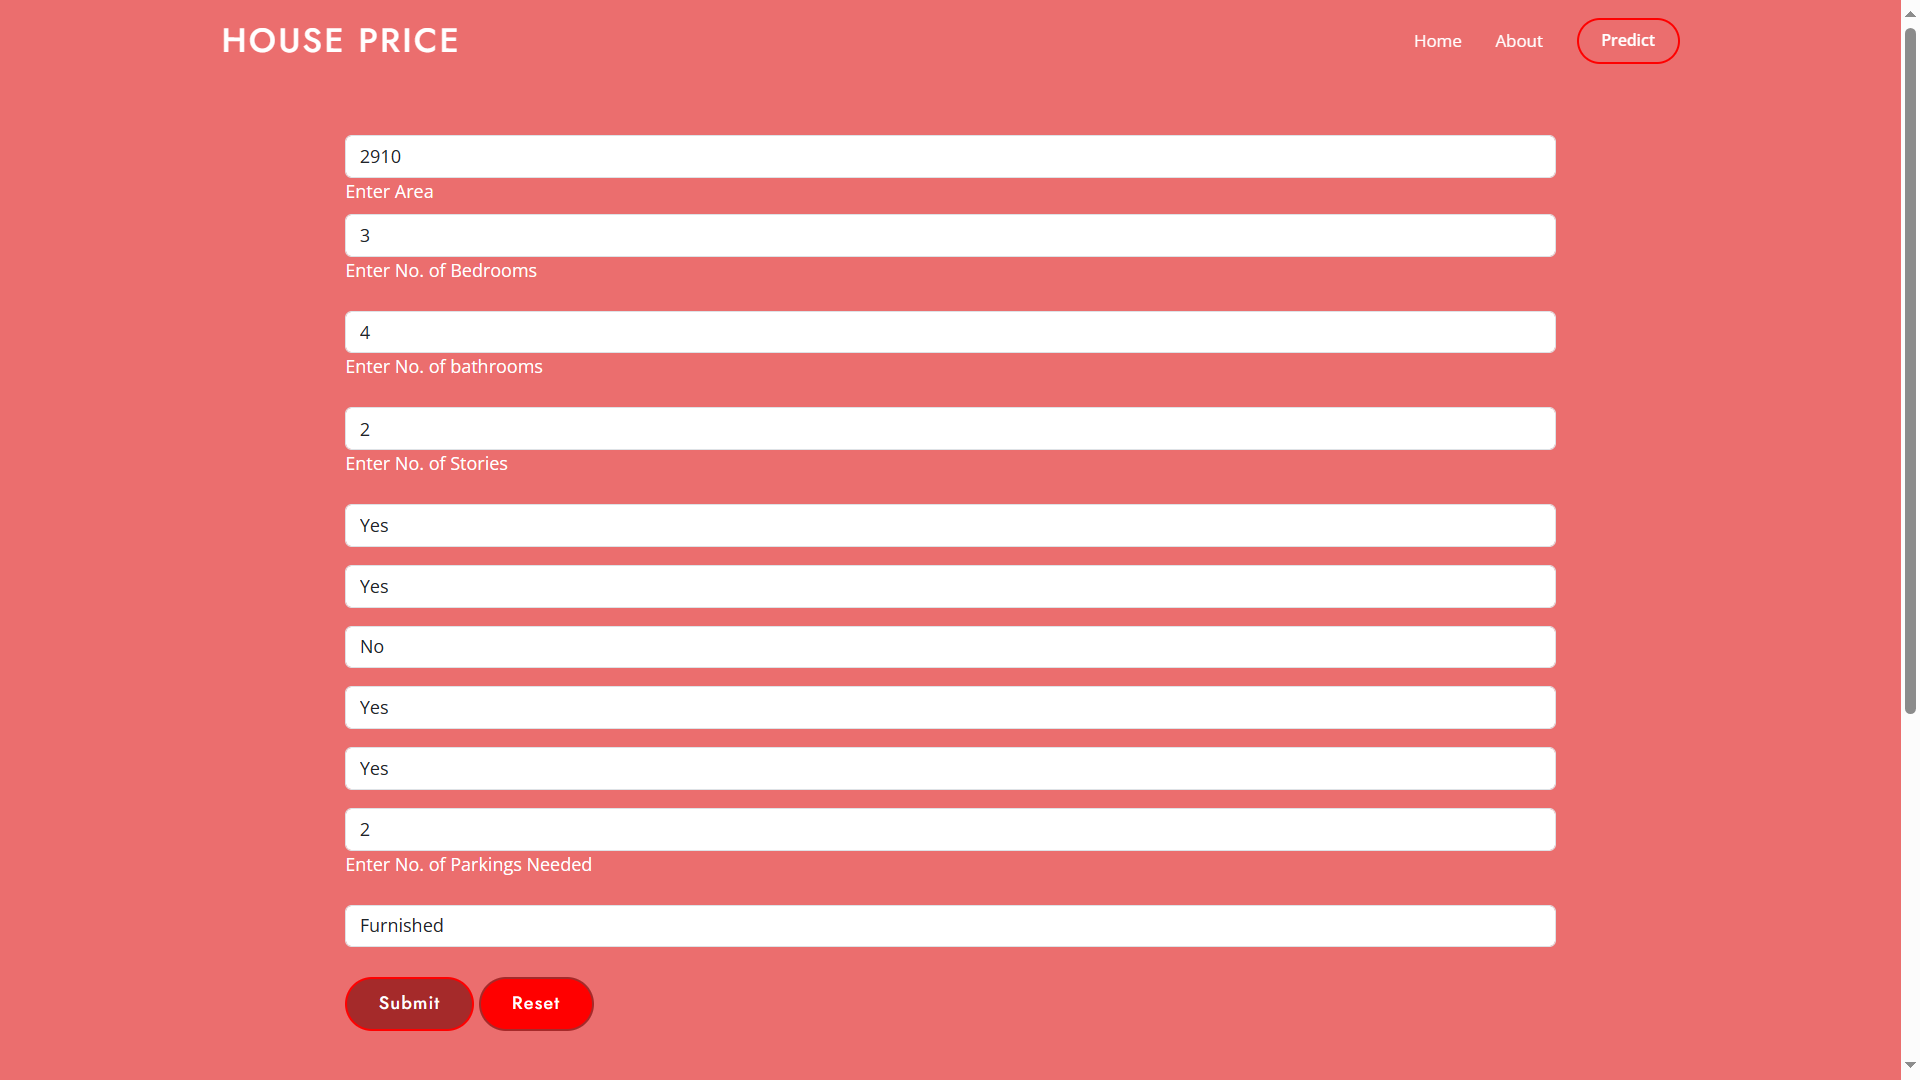 HOUSE PRICE
Home About Predict
2910
Enter Area
3
Enter No. of Bedrooms
4
Enter No. of bathrooms
2
Enter No. of Stories
Yes
Yes
No
Yes
Yes
2
Enter No. of Parkings Needed
Furnished
Submit Reset